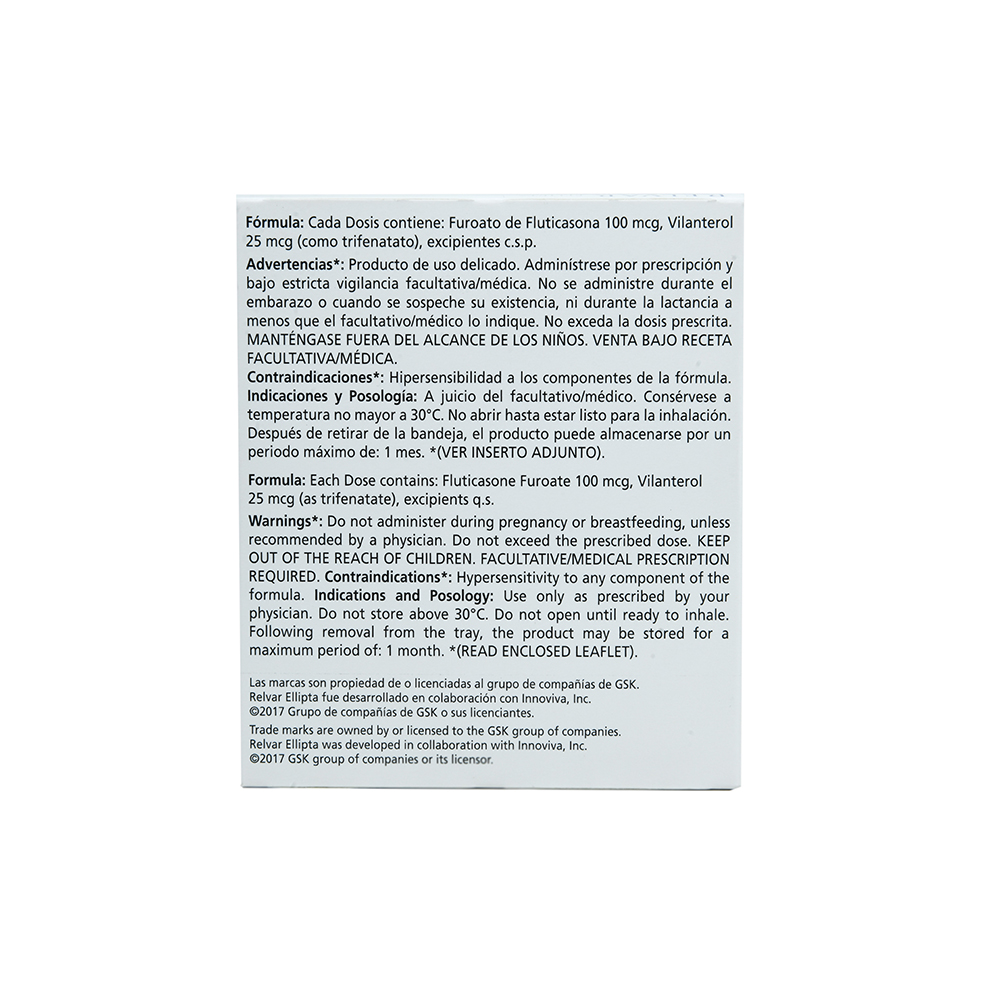 Fórmula: Cada Dosis contiene: Furoato de Fluticasona 100 mcg, Vilanterol
25 mcg (como trifenatato), excipientes c.s.p.
Advertencias*: Producto de uso delicado. Adminístrese por prescripción y
bajo estricta vigilancia facultativa/médica. No se administre durante el
embarazo o cuando se sospeche su existencia, ni durante la lactancia a
menos que el facultativo/médico lo indique. No exceda la dosis prescrita.
MANTÉNGASE FUERA DEL ALCANCE DE LOS NIÑOS. VENTA BAJO RECETA
FACULTATIVA/MÉDICA.
Contraindicaciones*: Hipersensibilidad a los componentes de la fórmula.
Indicaciones y Posología: A juicio del facultativo/médico. Consérvese a
temperatura no mayor a 30°C. No abrir hasta estar listo para la inhalación.
Después de retirar de la bandeja, el producto puede almacenarse por un
periodo máximo de: 1 mes. *(VER INSERTO ADJUNTO).
Formula: Each Dose contains: Fluticasone Furoate 100 mcg, Vilanterol
25 mcg (as trifenatate), excipients q.s.
Warnings*: Do not administer during pregnancy or breastfeeding, unless
recommended by a physician. Do not exceed the prescribed dose. KEEP
OUT OF THE REACH OF CHILDREN. FACULTATIVE/MEDICAL PRESCRIPTION
REQUIRED. Contraindications*: Hypersensitivity to any component of the
formula. Indications and Posology: Use only as prescribed by your
physician. Do not store above 30°C. Do not open until ready to inhale.
Following removal from the tray, the product may be stored for a
maximum period of: 1 month. *(READ ENCLOSED LEAFLET).
Las marcas son propiedad de o licenciadas al grupo de compañías de GSK.
Relvar Ellipta fue desarrollado en colaboración con Innoviva, Inc.
©2017 Grupo de compañías de GSK o sus licenciantes.
Trade marks are owned by or licensed to the GSK group of companies.
Relvar Ellipta was developed in collaboration with Innoviva, Inc.
©2017 GSK group of companies or its licensor.